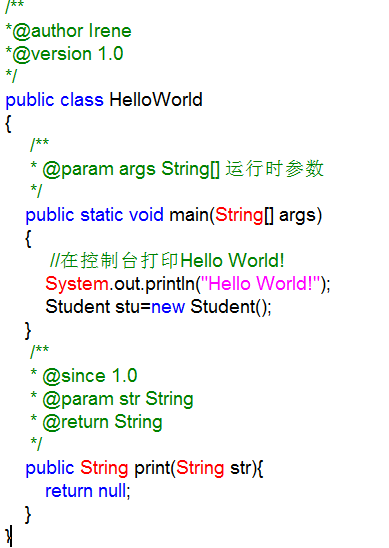 /**
*@author Irene
*@version 1.0
*/
public class HelloWorld
{
/**
* @param args String[] 运行时参数
*/
public static void main(String[] args)
{
//在控制台打印Hello World!
System.out.println("Hello World!");
Student stu=new Student();
}
/**
* @since 1.0
* @param str String
* @return String
*/
public String print(String str){
return null;
}
}